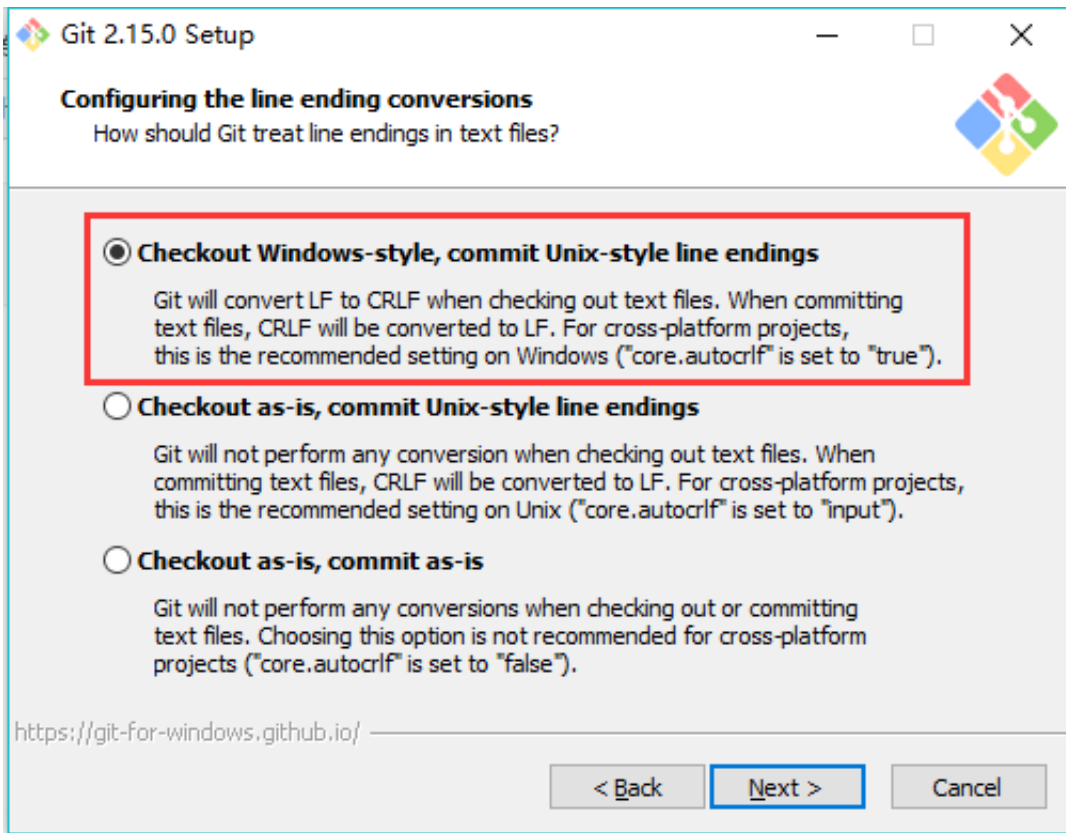 Git 2.15.0 Setup
Configuring the line ending conversions
How should Git treat line endings in text files?
Checkout Windows-style, commit Unix-style line endings
Git will convert LF to CRLF when checking out text files. When committing
text files, CRLF will be converted to LF. For cross-platform projects,
this is the recommended setting on Windows ("core.autocrlf" is set to "true").
Checkout as-is, commit Unix-style line endings
Git will not perform any conversion when checking out text files. When
committing text files, CRLF will be converted to LF. For cross-platform projects,
this is the recommended setting on Unix ("core.autocrlf" is set to "input").
Checkout as-is, commit as-is
Git will not perform any conversions when checking out or committing
text files. Choosing this option is not recommended for cross-platform
projects ("core.autocrlf" is set to "false").
https://git-for-windows.github.io/
< Back
Next >
Cancel